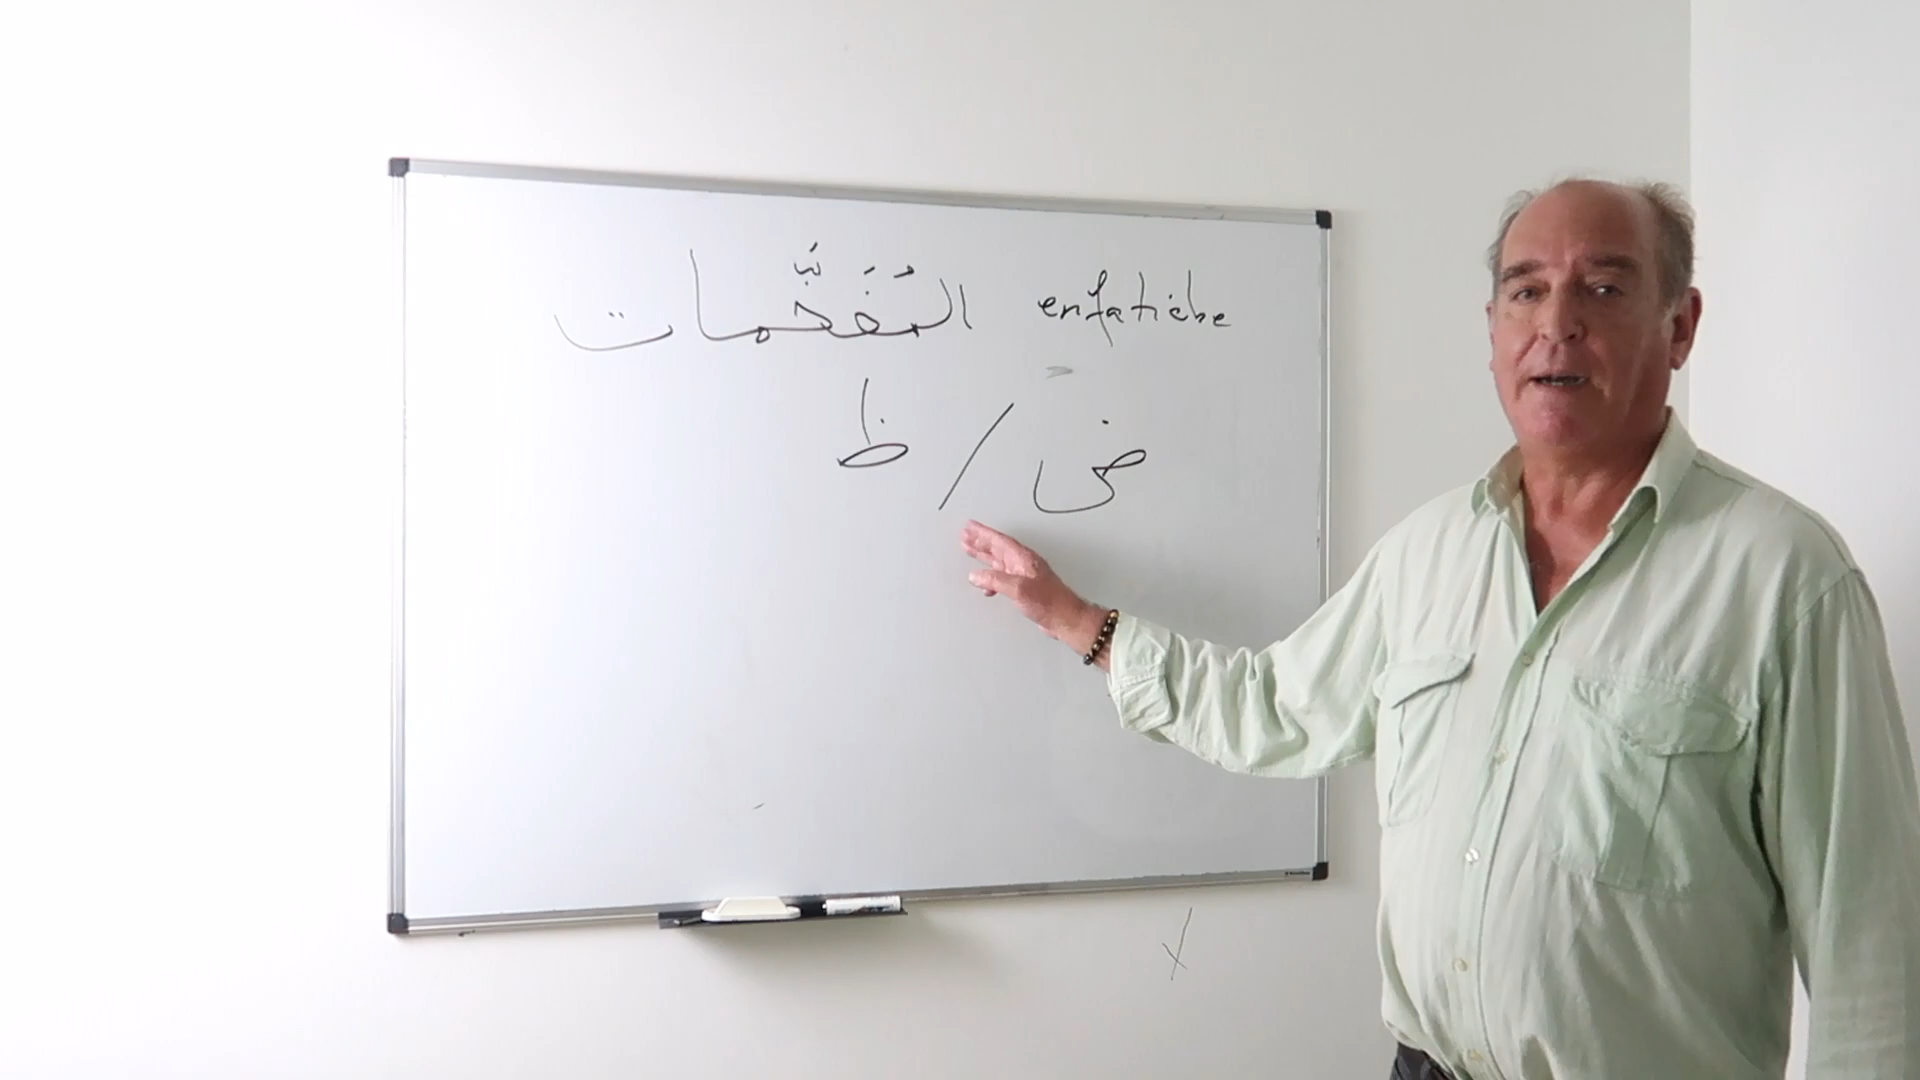 المُفَخَّمات enfatiche
ض / ظ